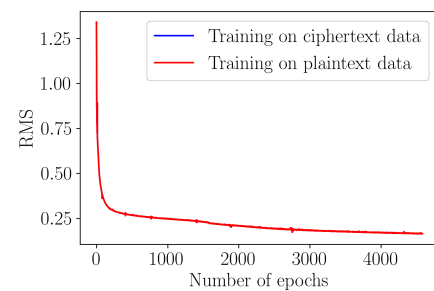 Training on ciphertext data
Training on plaintext data
RMS
1.25
1.00
0.75
0.50
0.25
0 1000 2000 3000 4000
Number of epochs